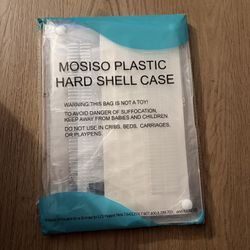 MOSISO PLASTIC
HARD SHELL CASE
WARNING:THIS BAG IS NOT A TOY!
TO AVOID DANGER OF SUFFOCATION,
KEEP AWAY FROM BABIES AND CHILDREN.
DO NOT USE IN CRIBS, BEDS, CARRIAGES,
OR PLAYPENS.